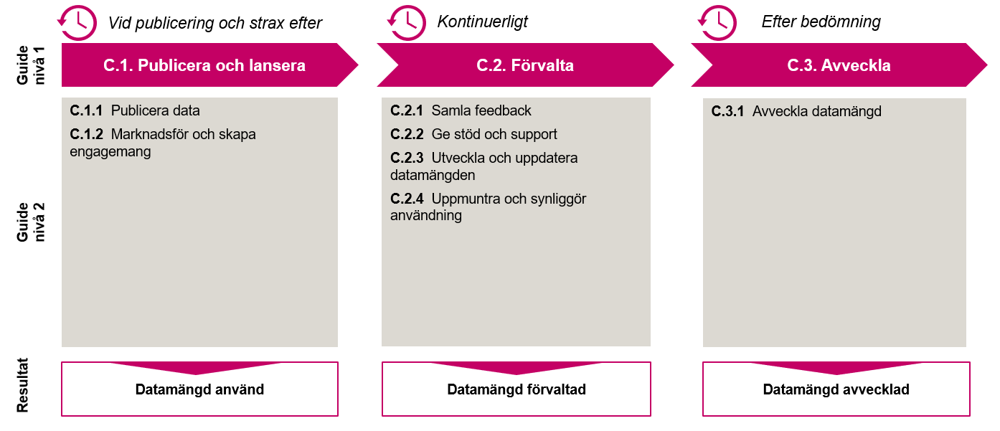 Vid publicering och strax efter
Kontinuerligt
Efter bedömning
Guide
nivå 1
C.1. Publicera och lansera
C.2. Förvalta
C.3. Avveckla
Guide
nivå 2
C.1.1 Publicera data
C.1.2 Marknadsför och skapa
engagemang
C.2.1 Samla feedback
C.2.2 Ge stöd och support
C.2.3 Utveckla och uppdatera
datamängden
C.2.4 Uppmuntra och synliggör
användning
C.3.1 Avveckla datamängd
Resultat
Datamängd använd
Datamängd förvaltad
Datamängd avvecklad